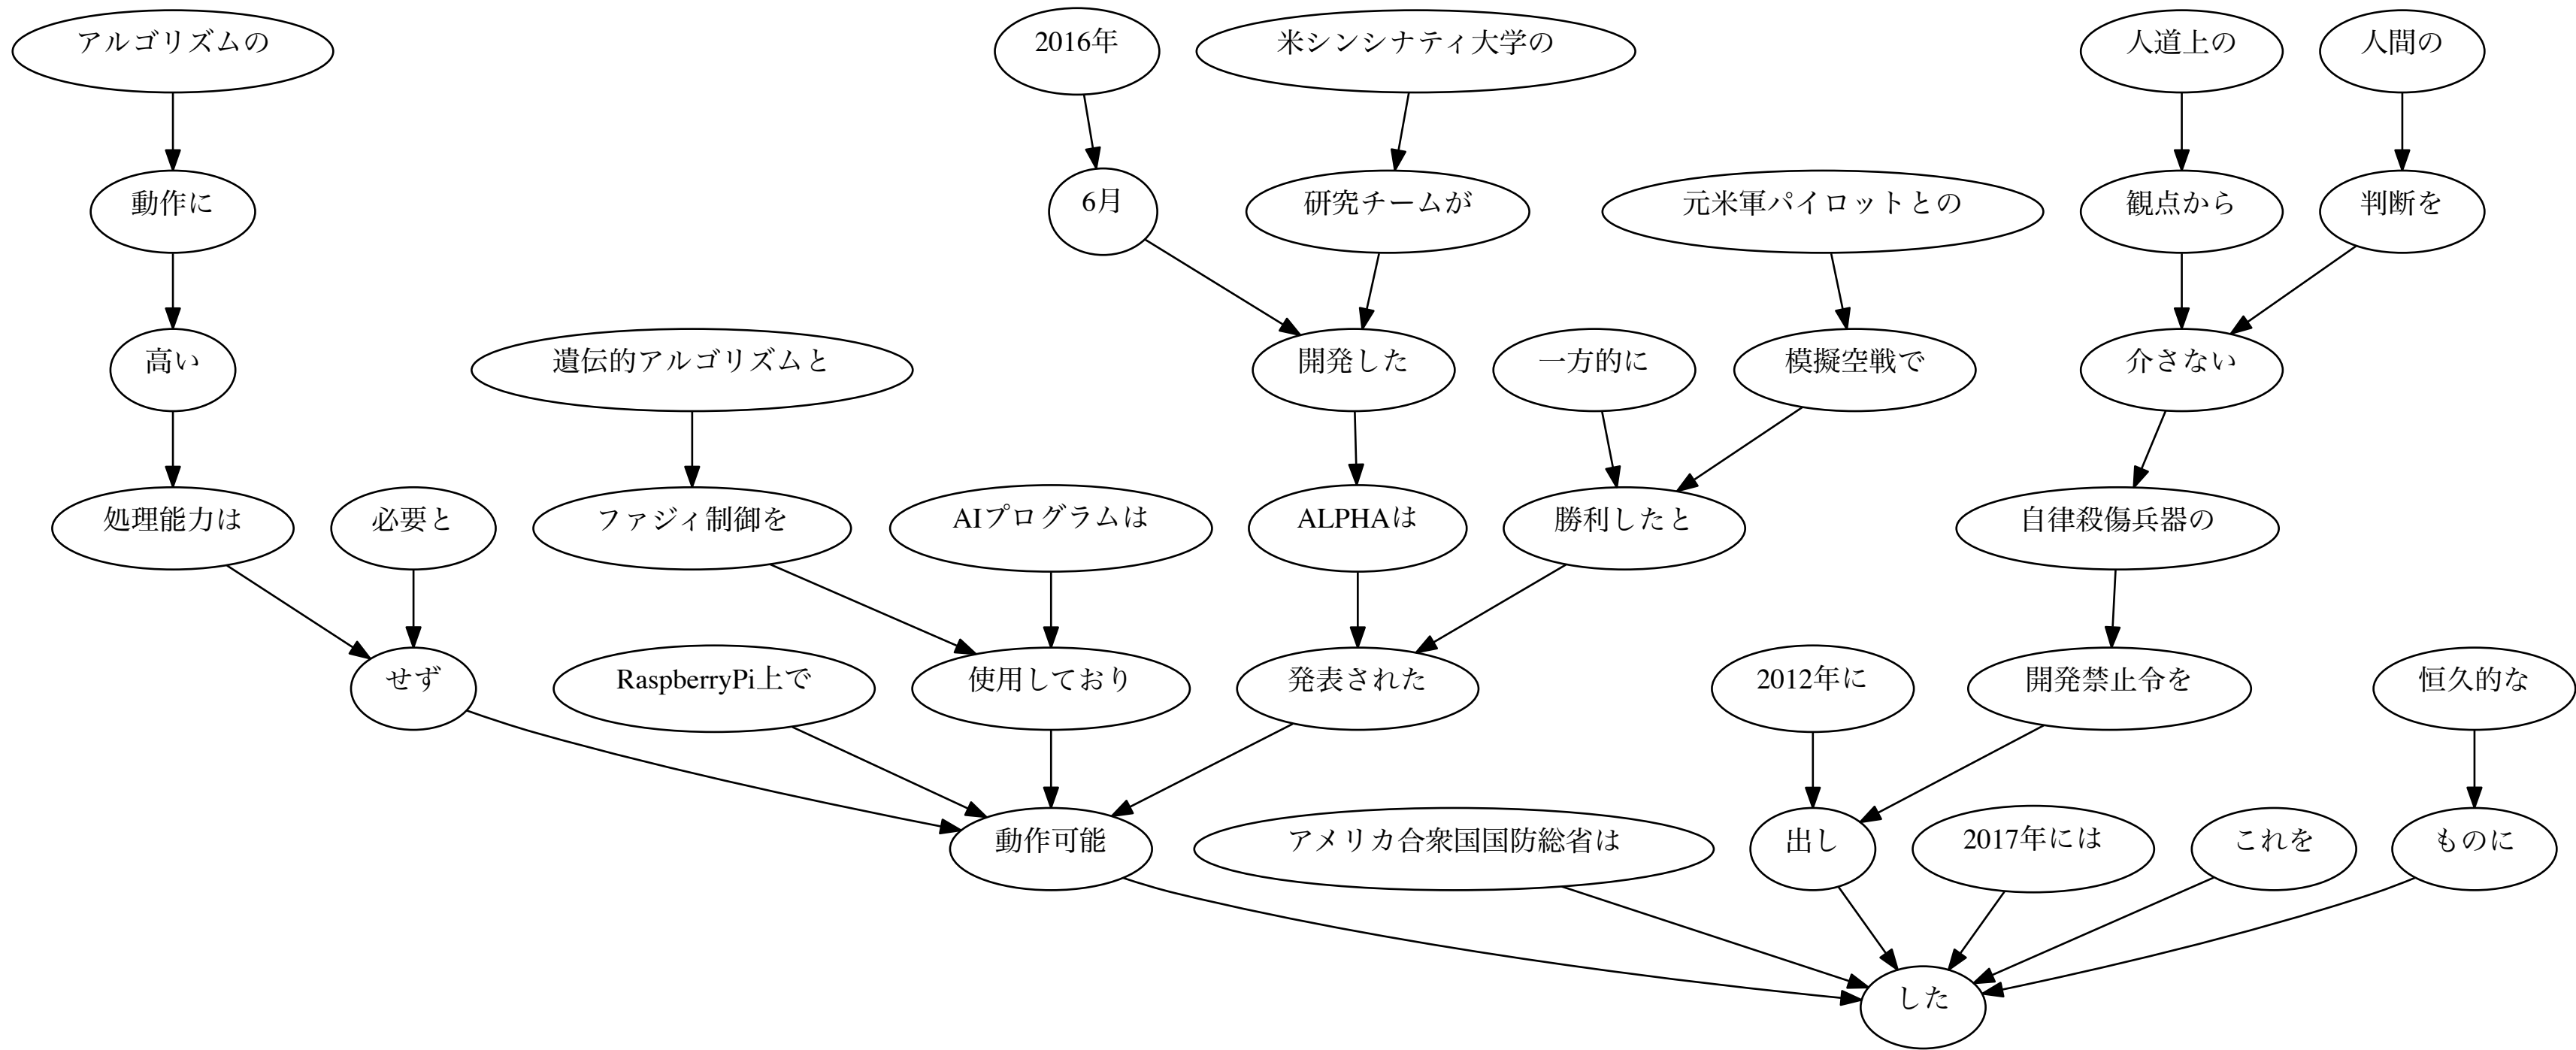 アルゴリズムの
2016年
米シンシナティ大学の
人道上の
人間の
動作に
6月
研究チームが
元米軍パイロットとの
観点から
判断を
高い
遺伝的アルゴリズムと
開発した
一方的に
模擬空戦で
介さない
処理能力は
必要と
ファジィ制御を
AIプログラムは
ALPHAは
勝利したと
自律殺傷兵器の
せず
RaspberryPi上で
使用しており
発表された
2012年に
開発禁止令を
恒久的な
動作可能
アメリカ合衆国国防総省は
出し
2017年には
これを
ものに
した